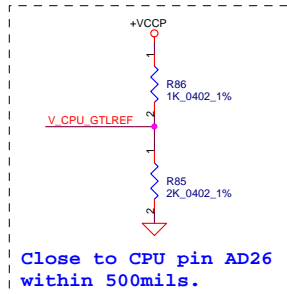 +VCCP
1
R86
1K_0402_1%
2
V_CPU_GTLREF
1
R85
2K_0402_1%
2
Close to CPU pin AD26
within 500mils.